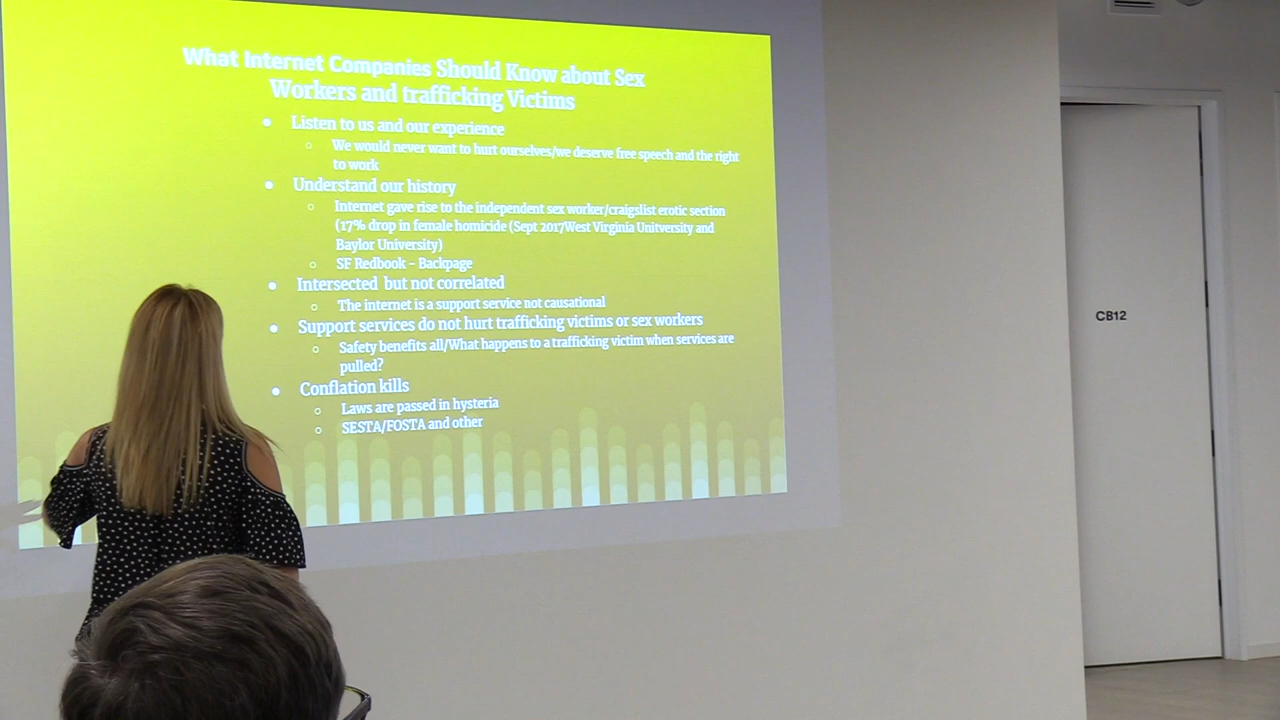 What Internet Companies Should Know about Sex
Workers and trafficking Victims
• Listen to us and our experience
○ We would never want to hurt ourselves/we deserve free speech and the right
to work
• Understand our history
○ Internet gave rise to the independent sex worker/craigslist erotic section
(17% drop in female homicide (Sept 2017West Virginia Unitversity and
Baylor University)
○ SF Redbook - Backpage
• Intersected but not correlated
○ The internet is a support service not causational
• Support services do not hurt trafficking victims or sex workers
○ Safety benefits all/What happens to a trafficking victim when services are
pulled?
• Conflation kills
○ Laws are passed in hysteria
○ SESTA/FOSTA and other
CB12